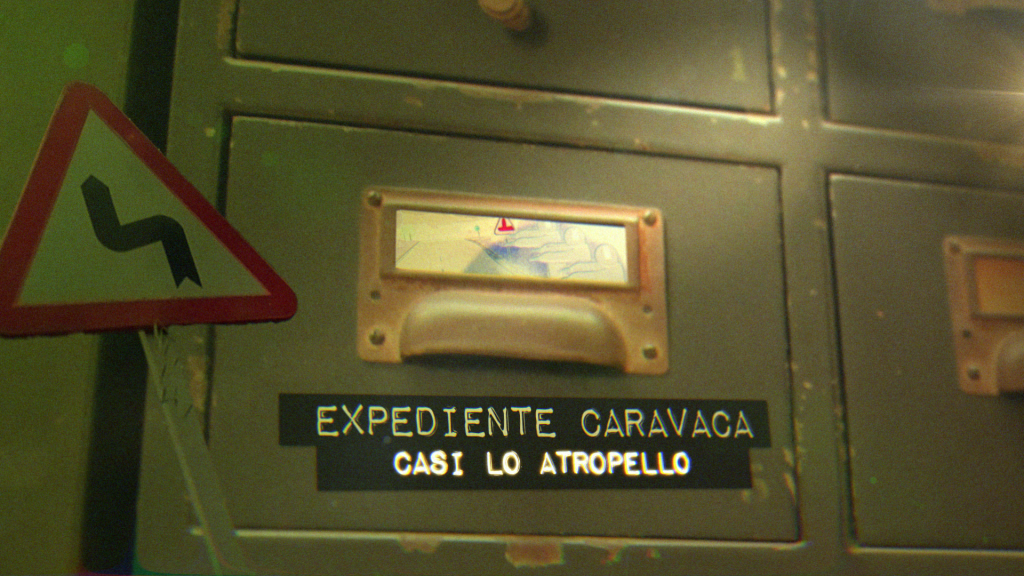 EXPEDIENTE CARAVACA
CASI LO ATROPELLO